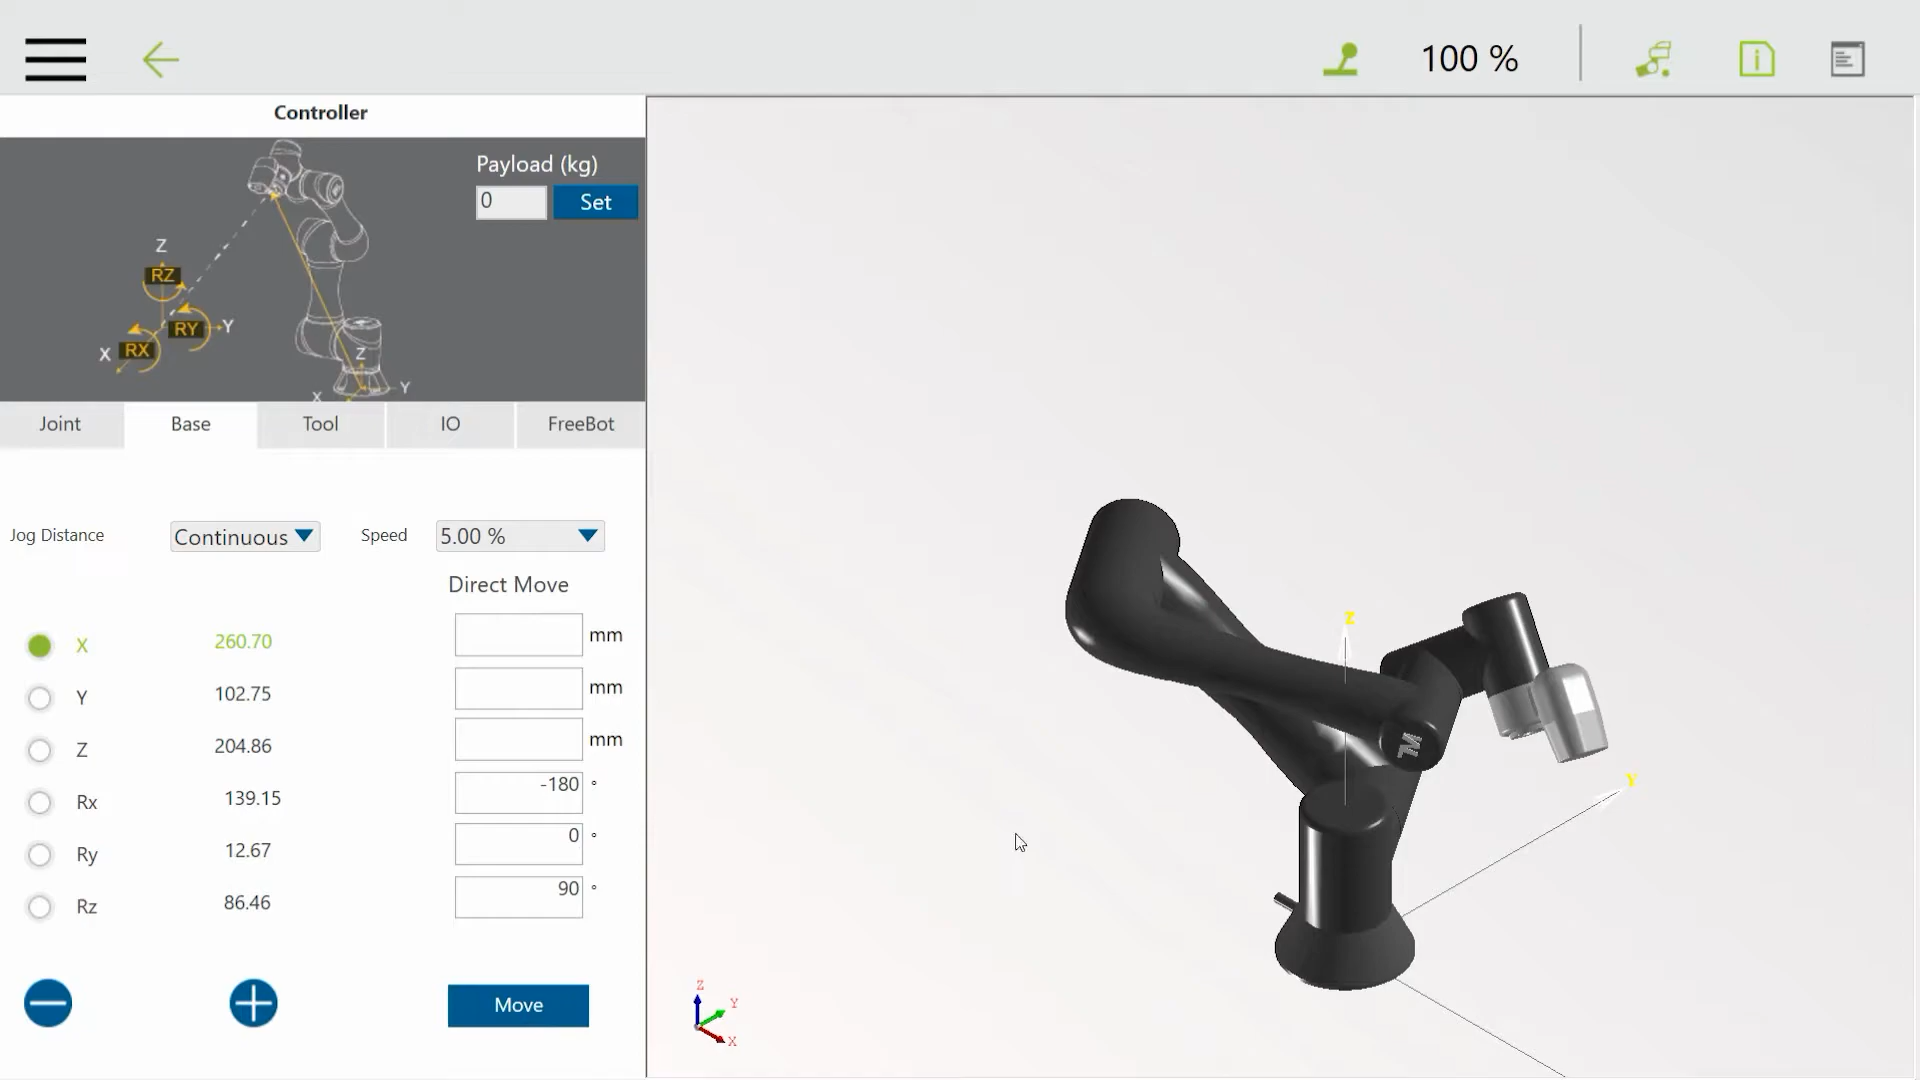 100 %
Controller
Payload (kg)
0 Set
Z
RZ
RY Y
X RX
Z
X Y
Joint Base Tool IO FreeBot
Jog Distance Continuous Speed 5.00 %
Direct Move
X 260.70 mm
Y 102.75 mm
Z 204.86 mm
Rx 139.15 -180 °
Ry 12.67 0 °
Rz 86.46 90 °
Move
Z
Y
TM
Z
Y
X